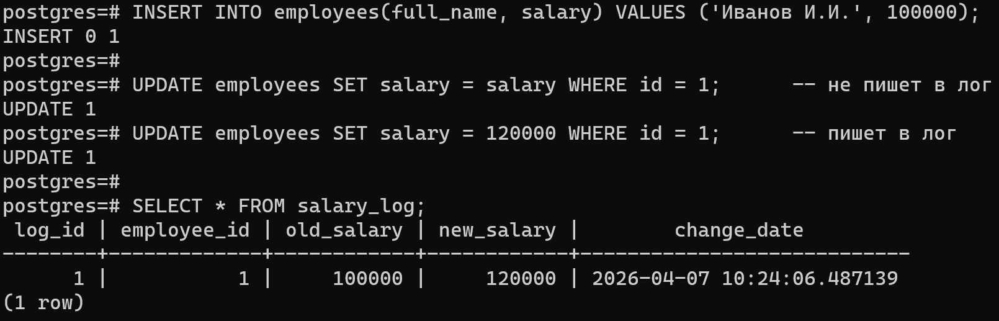 postgres=# INSERT INTO employees(full_name, salary) VALUES ('Иванов И.И.', 100000);
INSERT 0 1
postgres=#
postgres=# UPDATE employees SET salary = salary WHERE id = 1;      -- не пишет в лог
UPDATE 1
postgres=# UPDATE employees SET salary = 120000 WHERE id = 1;      -- пишет в лог
UPDATE 1
postgres=#
postgres=# SELECT * FROM salary_log;
 log_id | employee_id | old_salary | new_salary |        change_date
--------+-------------+------------+------------+----------------------------
      1 |           1 |     100000 |     120000 | 2026-04-07 10:24:06.487139
(1 row)